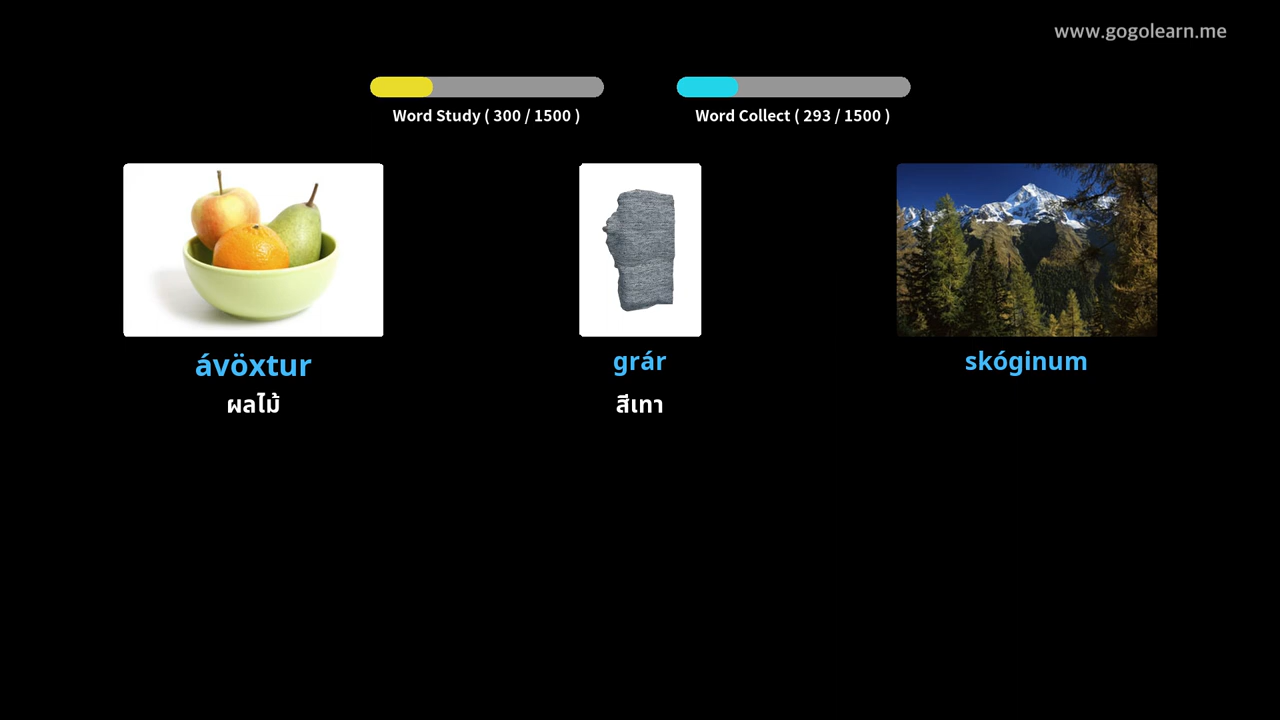 www.gogolearn.me
Word Study ( 300 / 1500 )
Word Collect ( 293 / 1500 )
ávöxtur
grár
skóginum
ผลไม้
สีเทา